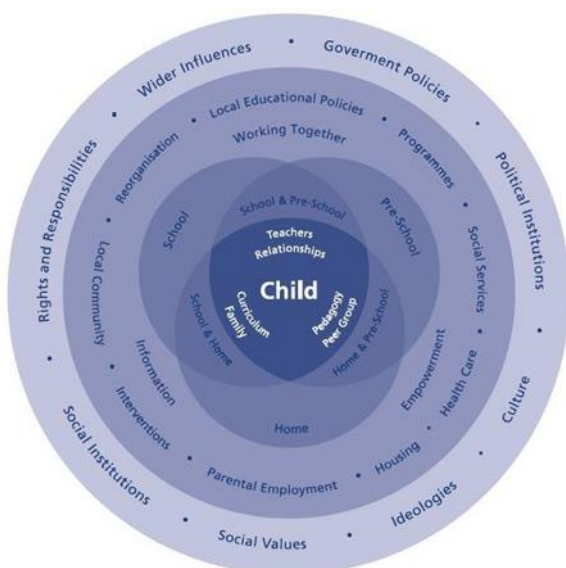 Wider Influences
Goverment Policies
Political Institutions
Culture
Ideologies
Social Values
Social Institutions
Rights and Responsibilities
Local Educational Policies
Programmes
Social Services
Health Care
Housing
Parental Employment
Interventions
Local Community
Reorganisation
Working Together
Empowerment
Information
School
Pre-School
Home
School & Pre-School
Home & Pre-School
School & Home
Teachers
Relationships
Child
Curriculum
Family
Pedagogy
Peer Group